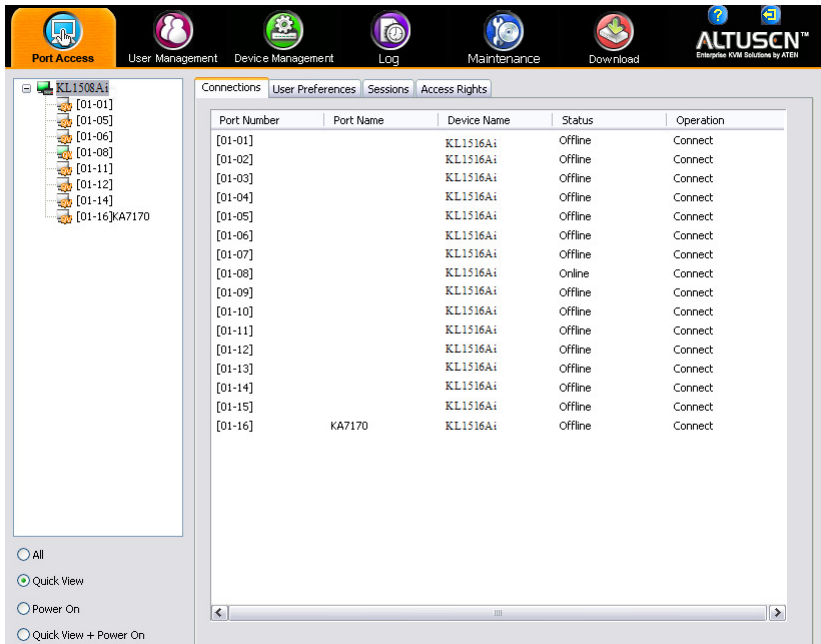 Port Access User Management Device Management Log Maintenance Download
ALTUSCN™
Enterprise KVM Solutions by ATEN
KL1508Ai
[01-01]
[01-05]
[01-06]
[01-08]
[01-11]
[01-12]
[01-14]
[01-16]KA7170
All
Quick View
Power On
Quick View + Power On
Connections User Preferences Sessions Access Rights
Port Number Port Name Device Name Status Operation
[01-01] KL1516Ai Offline Connect
[01-02] KL1516Ai Offline Connect
[01-03] KL1516Ai Offline Connect
[01-04] KL1516Ai Offline Connect
[01-05] KL1516Ai Offline Connect
[01-06] KL1516Ai Offline Connect
[01-07] KL1516Ai Offline Connect
[01-08] KL1516Ai Online Connect
[01-09] KL1516Ai Offline Connect
[01-10] KL1516Ai Offline Connect
[01-11] KL1516Ai Offline Connect
[01-12] KL1516Ai Offline Connect
[01-13] KL1516Ai Offline Connect
[01-14] KL1516Ai Offline Connect
[01-15] KL1516Ai Offline Connect
[01-16] KA7170 KL1516Ai Offline Connect